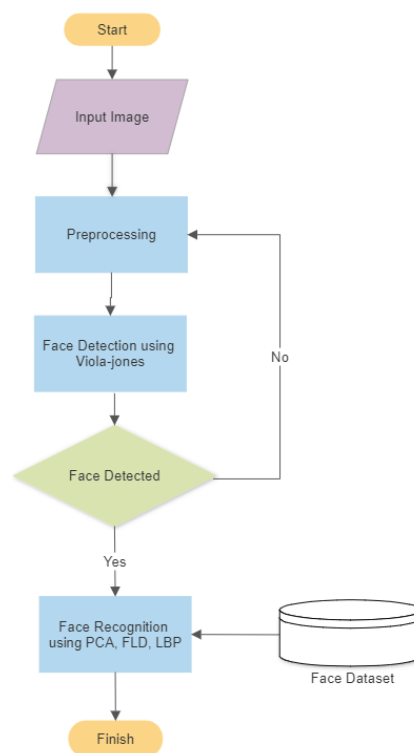 Start
Input Image
Preprocessing
Face Detection using
Viola-jones
No
Face Detected
Yes
Face Recognition
using PCA, FLD, LBP
Face Dataset
Finish